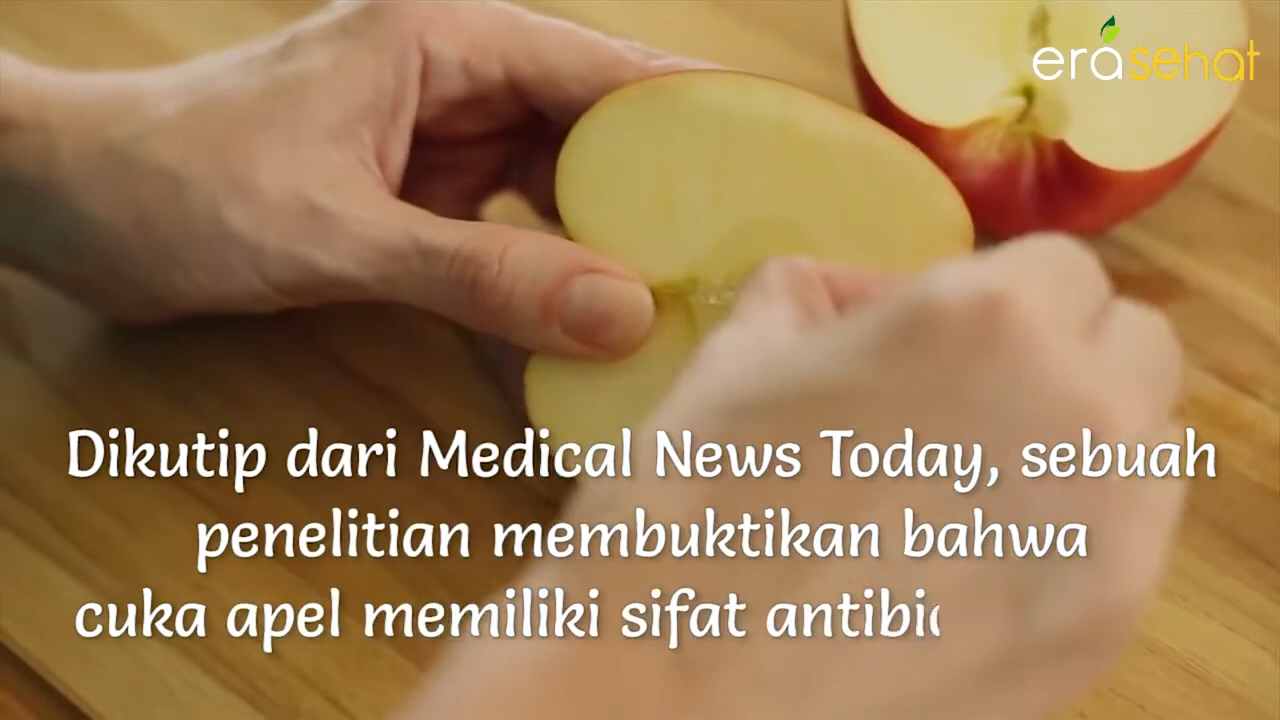 erasehat
Dikutip dari Medical News Today, sebuah
penelitian membuktikan bahwa
cuka apel memiliki sifat